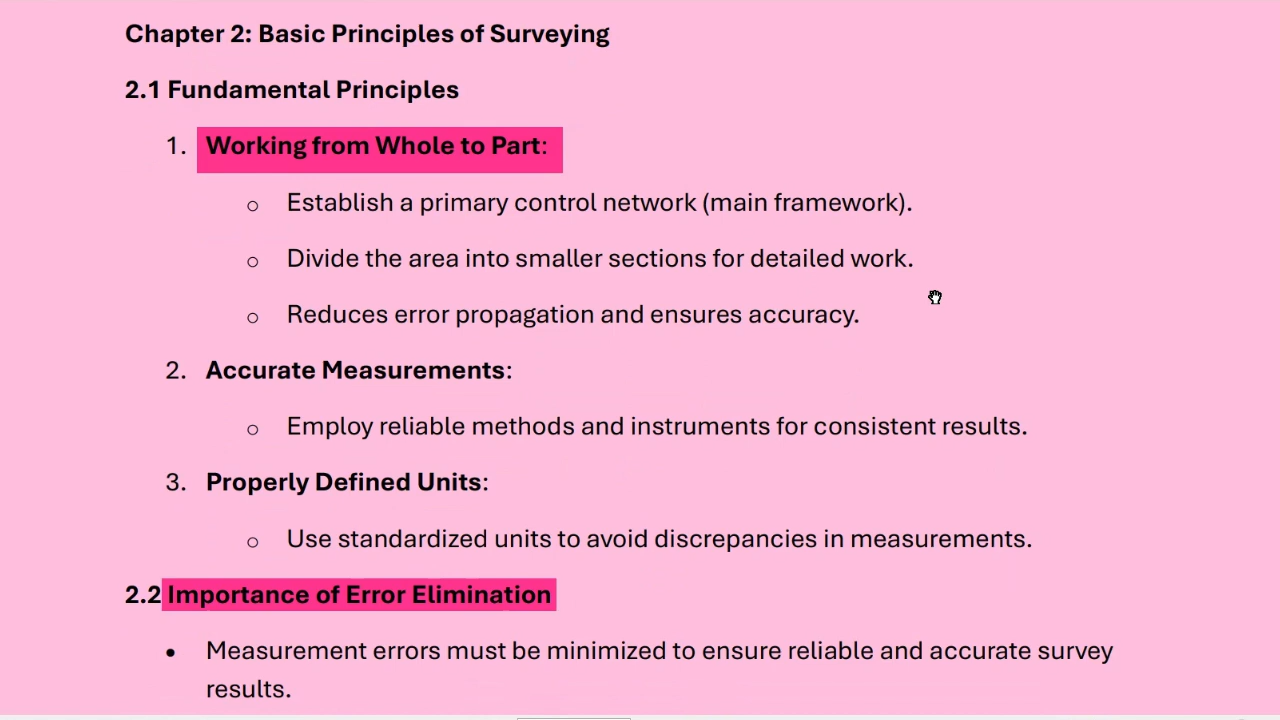 Chapter 2: Basic Principles of Surveying
2.1 Fundamental Principles
1. Working from Whole to Part:
o Establish a primary control network (main framework).
o Divide the area into smaller sections for detailed work.
o Reduces error propagation and ensures accuracy.
2. Accurate Measurements:
o Employ reliable methods and instruments for consistent results.
3. Properly Defined Units:
o Use standardized units to avoid discrepancies in measurements.
2.2 Importance of Error Elimination
• Measurement errors must be minimized to ensure reliable and accurate survey
results.